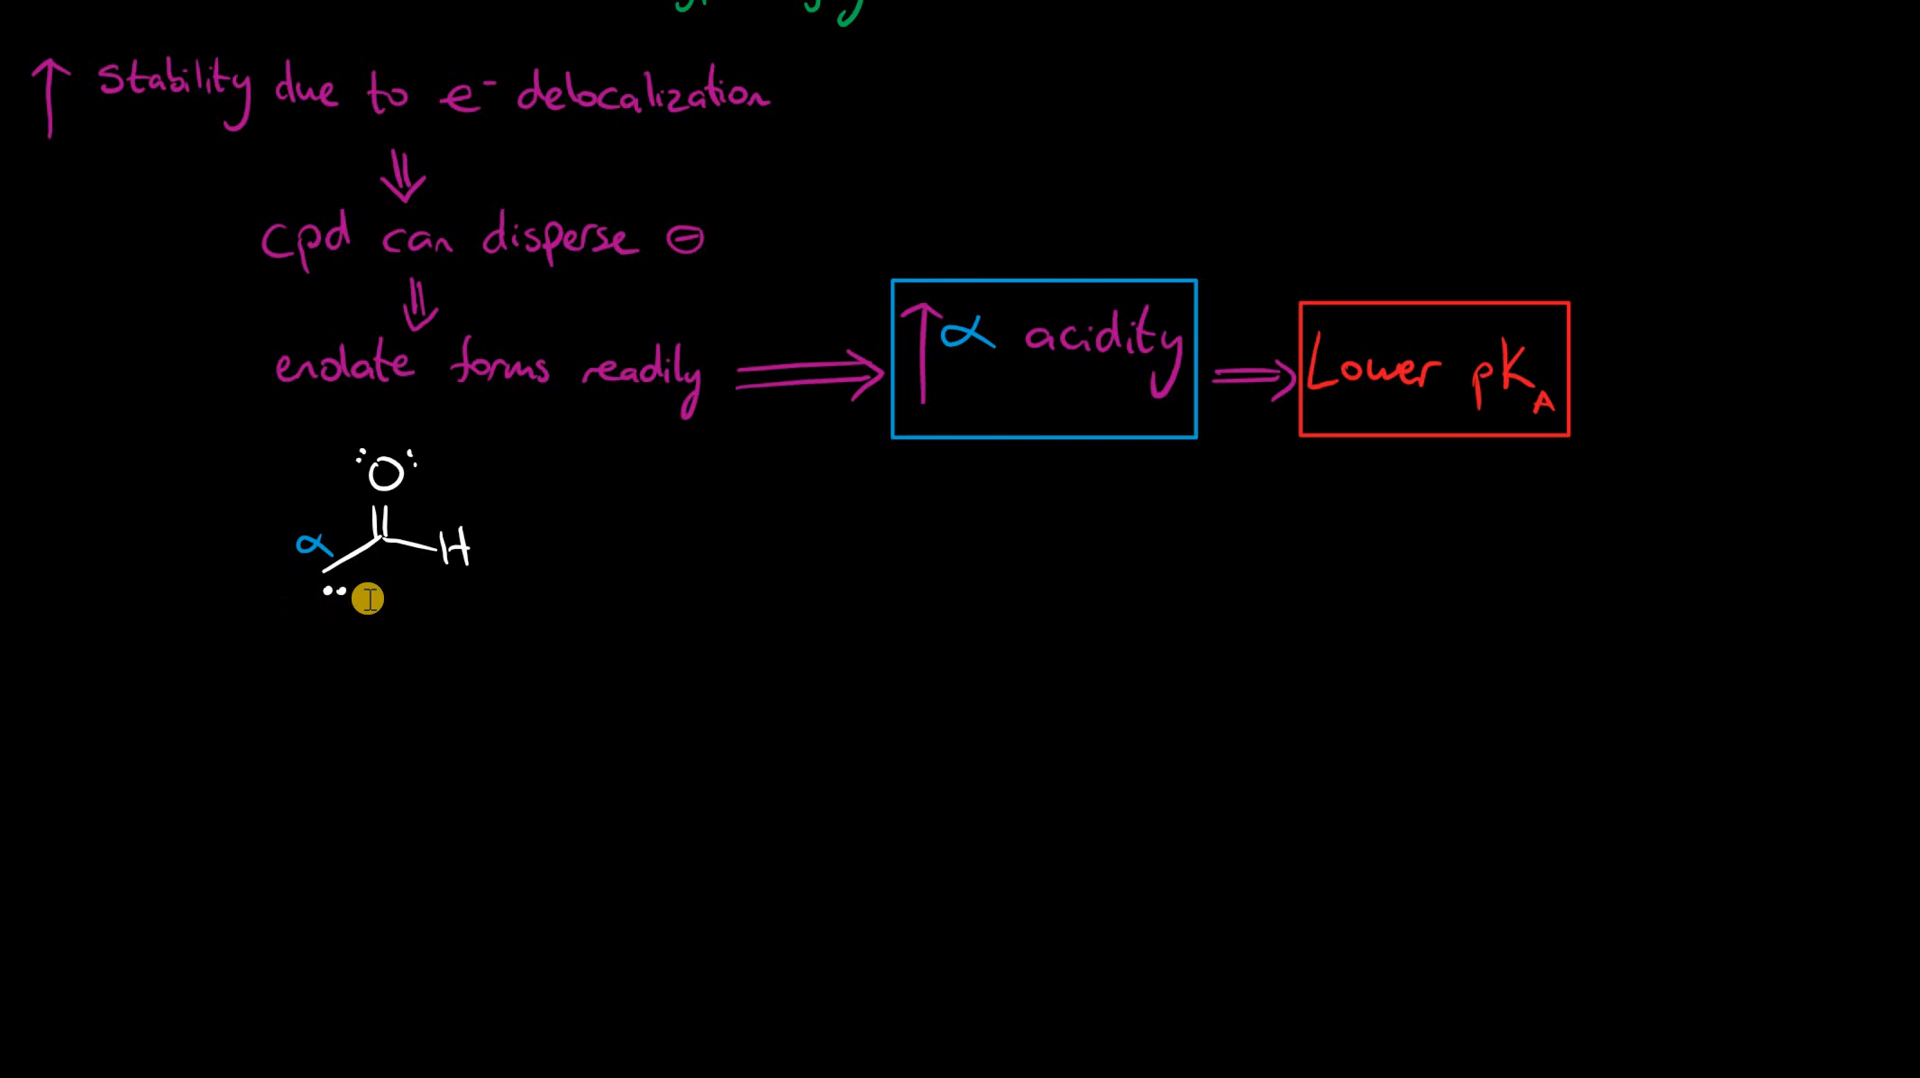 ↑ Stability due to e⁻ delocalization
⇓
cpd can disperse ⊖
⇓
enolate forms readily ⟹ ↑ α acidity ⟹ Lower pKA
O
α H